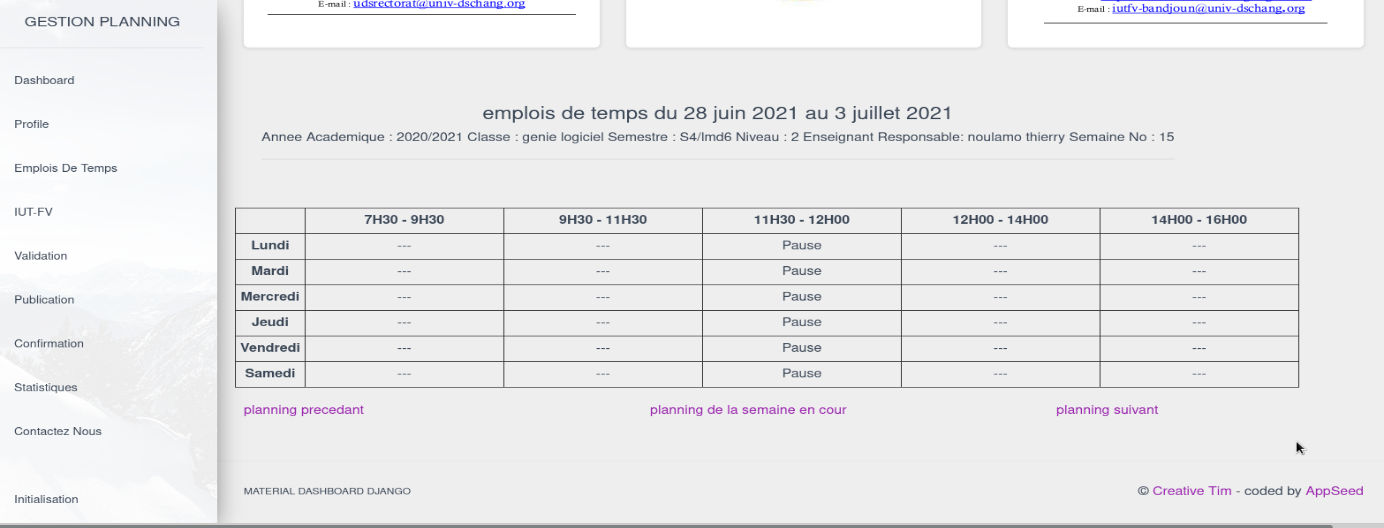 GESTION PLANNING
Dashboard
Profile
Emplois De Temps
IUT-FV
Validation
Publication
Confirmation
Statistiques
Contactez Nous
Initialisation
E-mail : udsrectorat@univ-dschang.org
E-mail : iutfv-bandjoun@univ-dschang.org
emplois de temps du 28 juin 2021 au 3 juillet 2021
Annee Academique : 2020/2021 Classe : genie logiciel Semestre : S4/lmd6 Niveau : 2 Enseignant Responsable: noulamo thierry Semaine No : 15
7H30 - 9H30 9H30 - 11H30 11H30 - 12H00 12H00 - 14H00 14H00 - 16H00
Lundi --- --- Pause --- ---
Mardi --- --- Pause --- ---
Mercredi --- --- Pause --- ---
Jeudi --- --- Pause --- ---
Vendredi --- --- Pause --- ---
Samedi --- --- Pause --- ---
planning precedant planning de la semaine en cour planning suivant
MATERIAL DASHBOARD DJANGO © Creative Tim - coded by AppSeed